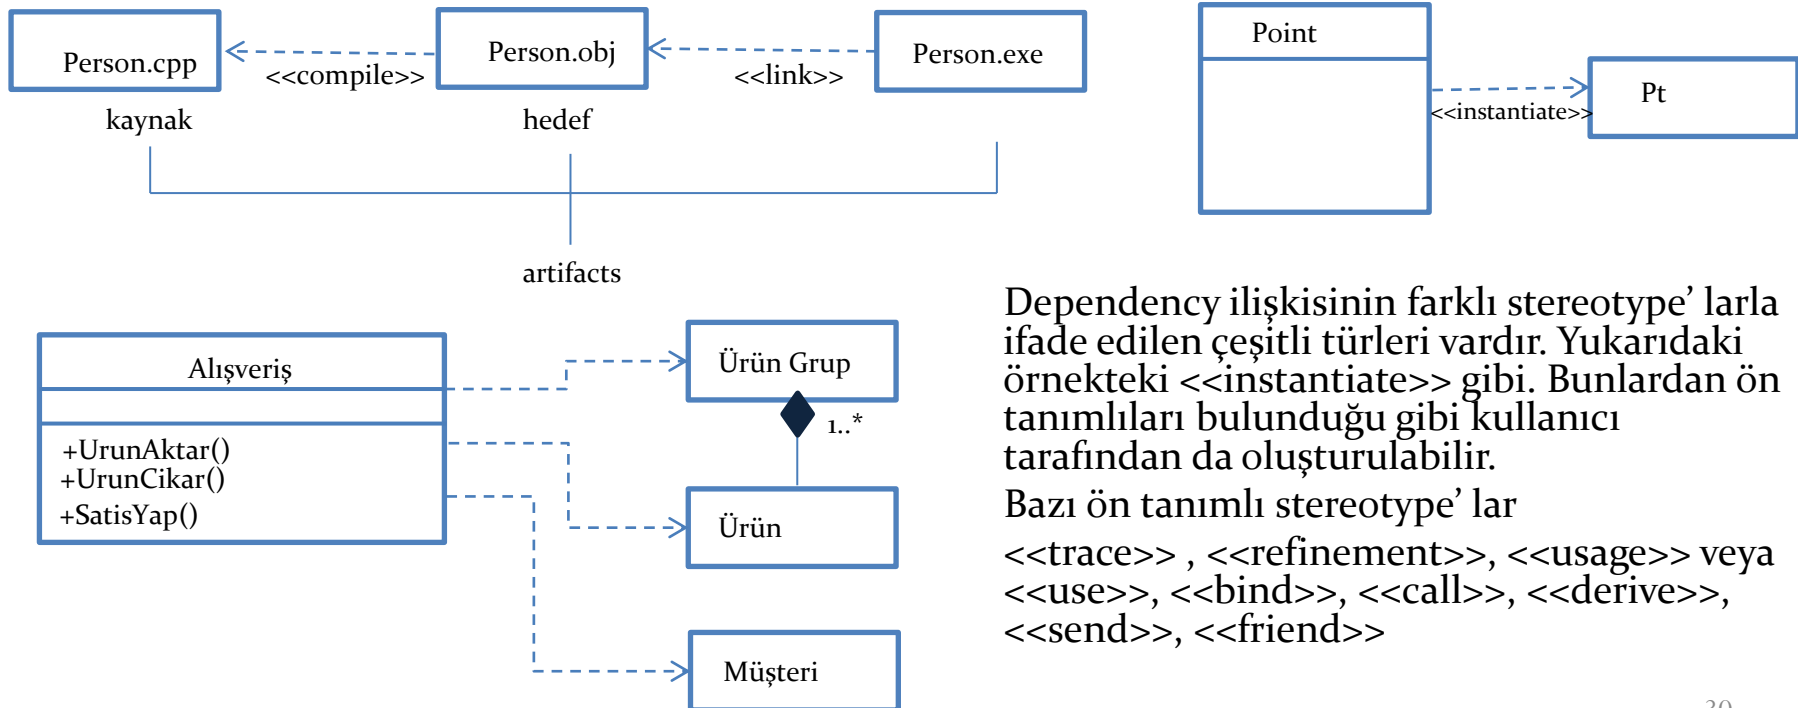 Person.cpp
<<compile>>
Person.obj
<<link>>
Person.exe
kaynak
hedef
artifacts
Point
<<instantiate>>
Pt
Alışveriş
+UrunAktar()
+UrunCikar()
+SatisYap()
Ürün Grup
1..*
Ürün
Müşteri
Dependency ilişkisinin farklı stereotype’ larla
ifade edilen çeşitli türleri vardır. Yukarıdaki
örnekteki <<instantiate>> gibi. Bunlardan ön
tanımlıları bulunduğu gibi kullanıcı
tarafından da oluşturulabilir.
Bazı ön tanımlı stereotype’ lar
<<trace>> , <<refinement>>, <<usage>> veya
<<use>>, <<bind>>, <<call>>, <<derive>>,
<<send>>, <<friend>>